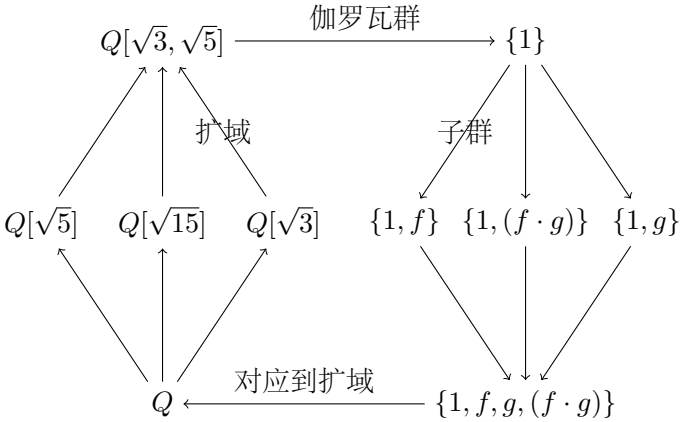 Q[√3, √5] 伽罗瓦群 {1}
扩域 子群
Q[√5] Q[√15] Q[√3] {1, f} {1, (f · g)} {1, g}
对应到扩域
Q {1, f, g, (f · g)}